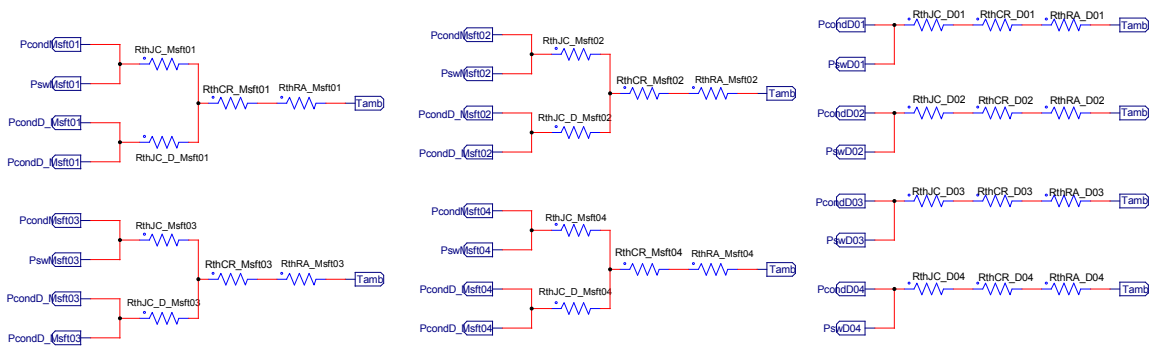 PcondMsft01
RthJC_Msft01
PswMsft01
RthCR_Msft01
RthRA_Msft01
Tamb
PcondD_Msft01
PcondD_Msft01
RthJC_D_Msft01
PcondMsft02
RthJC_Msft02
PswMsft02
RthCR_Msft02
RthRA_Msft02
Tamb
PcondD_Msft02
RthJC_D_Msft02
PcondD_Msft02
PcondD01
RthJC_D01
RthCR_D01
RthRA_D01
Tamb
PswD01
PcondD02
RthJC_D02
RthCR_D02
RthRA_D02
Tamb
PswD02
PcondMsft03
RthJC_Msft03
PswMsft03
RthCR_Msft03
RthRA_Msft03
Tamb
PcondD_Msft03
RthJC_D_Msft03
PcondD_Msft03
PcondMsft04
RthJC_Msft04
PswMsft04
RthCR_Msft04
RthRA_Msft04
Tamb
PcondD_Msft04
RthJC_D_Msft04
PcondD_Msft04
PcondD03
RthJC_D03
RthCR_D03
RthRA_D03
Tamb
PswD03
PcondD04
RthJC_D04
RthCR_D04
RthRA_D04
Tamb
PswD04